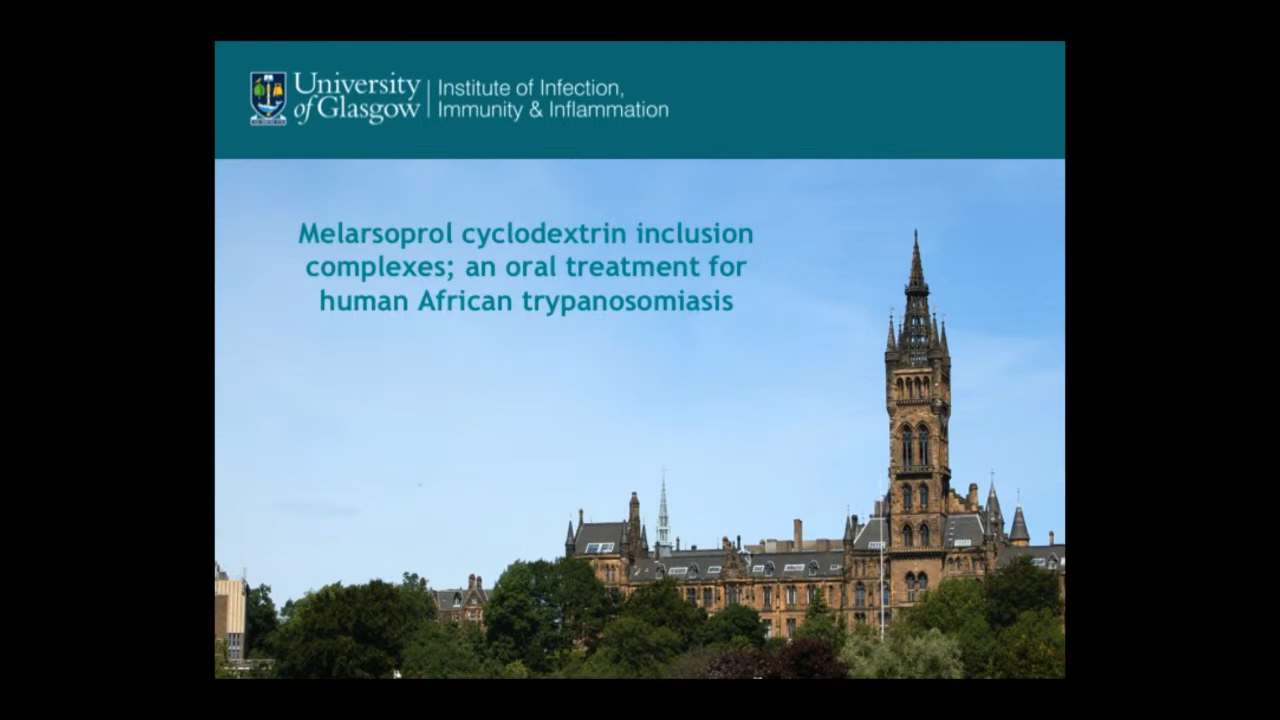 University
of Glasgow
Institute of Infection,
Immunity & Inflammation
Melarsoprol cyclodextrin inclusion
complexes; an oral treatment for
human African trypanosomiasis